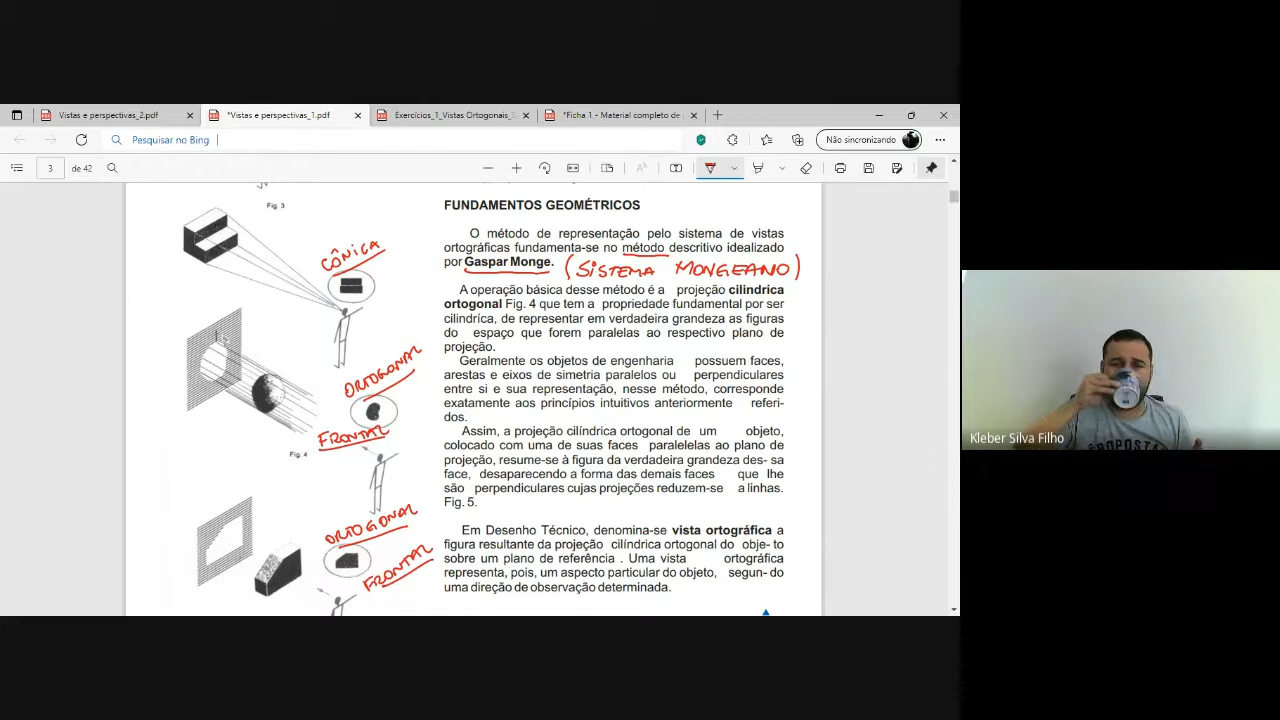 Vistas e perspectivas_2.pdf
*Vistas e perspectivas_1.pdf
Exercícios_1_Vistas Ortogonais_S
*Ficha 1 - Material completo de
Pesquisar no Bing
Não sincronizando
3
de 42
Fig. 3
CÔNICA
ORTOGONAL
FRONTAL
Fig. 4
ORTOGONAL
FRONTAL
FUNDAMENTOS GEOMÉTRICOS
O método de representação pelo sistema de vistas
ortográficas fundamenta-se no método descritivo idealizado
por Gaspar Monge. (SISTEMA MONGEANO)
A operação básica desse método é a projeção cilindrica
ortogonal Fig. 4 que tem a propriedade fundamental por ser
cilindríca, de representar em verdadeira grandeza as figuras
do espaço que forem paralelas ao respectivo plano de
projeção.
Geralmente os objetos de engenharia possuem faces,
arestas e eixos de simetria paralelos ou perpendiculares
entre si e sua representação, nesse método, corresponde
exatamente aos princípios intuitivos anteriormente referi-
dos.
Assim, a projeção cilíndrica ortogonal de um objeto,
colocado com uma de suas faces paralelelas ao plano de
projeção, resume-se à figura da verdadeira grandeza des- sa
face, desaparecendo a forma das demais faces que lhe
são perpendiculares cujas projeções reduzem-se a linhas.
Fig. 5.
Em Desenho Técnico, denomina-se vista ortográfica a
figura resultante da projeção cilíndrica ortogonal do obje- to
sobre um plano de referência . Uma vista ortográfica
representa, pois, um aspecto particular do objeto, segun- do
uma direção de observação determinada.
Kleber Silva Filho